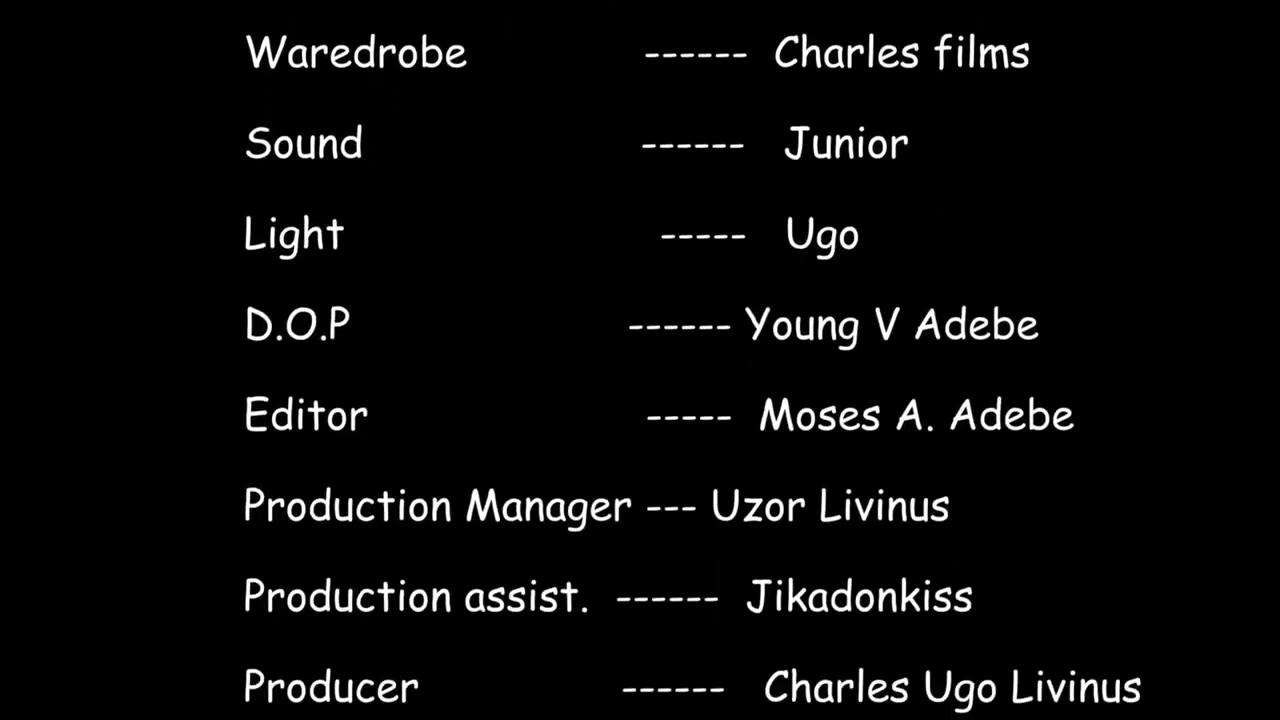 Waredrobe ------ Charles films
Sound ------ Junior
Light ----- Ugo
D.O.P ------ Young V Adebe
Editor ----- Moses A. Adebe
Production Manager --- Uzor Livinus
Production assist. ------ Jikadonkiss
Producer ------ Charles Ugo Livinus